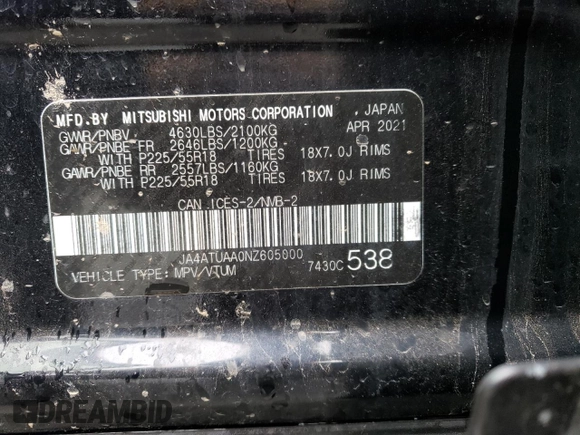 MFD.BY MITSUBISHI MOTORS CORPORATION JAPAN
GWWR/PNBV 4630LBS/2100KG APR 2021
GAWR/PNBE FR 2646LBS/1200KG
WITH P225/55R18 TIRES 18X7.0J RIMS
GAWR/PNBE RR 2557LBS/1160KG
WITH P225/55R18 TIRES 18X7.0J RIMS
CAN ICES-2/NMB-2
JA4ATUAA0NZ605000
VEHICLE TYPE: MPV/VTUM 7430C 538
DREAMBID